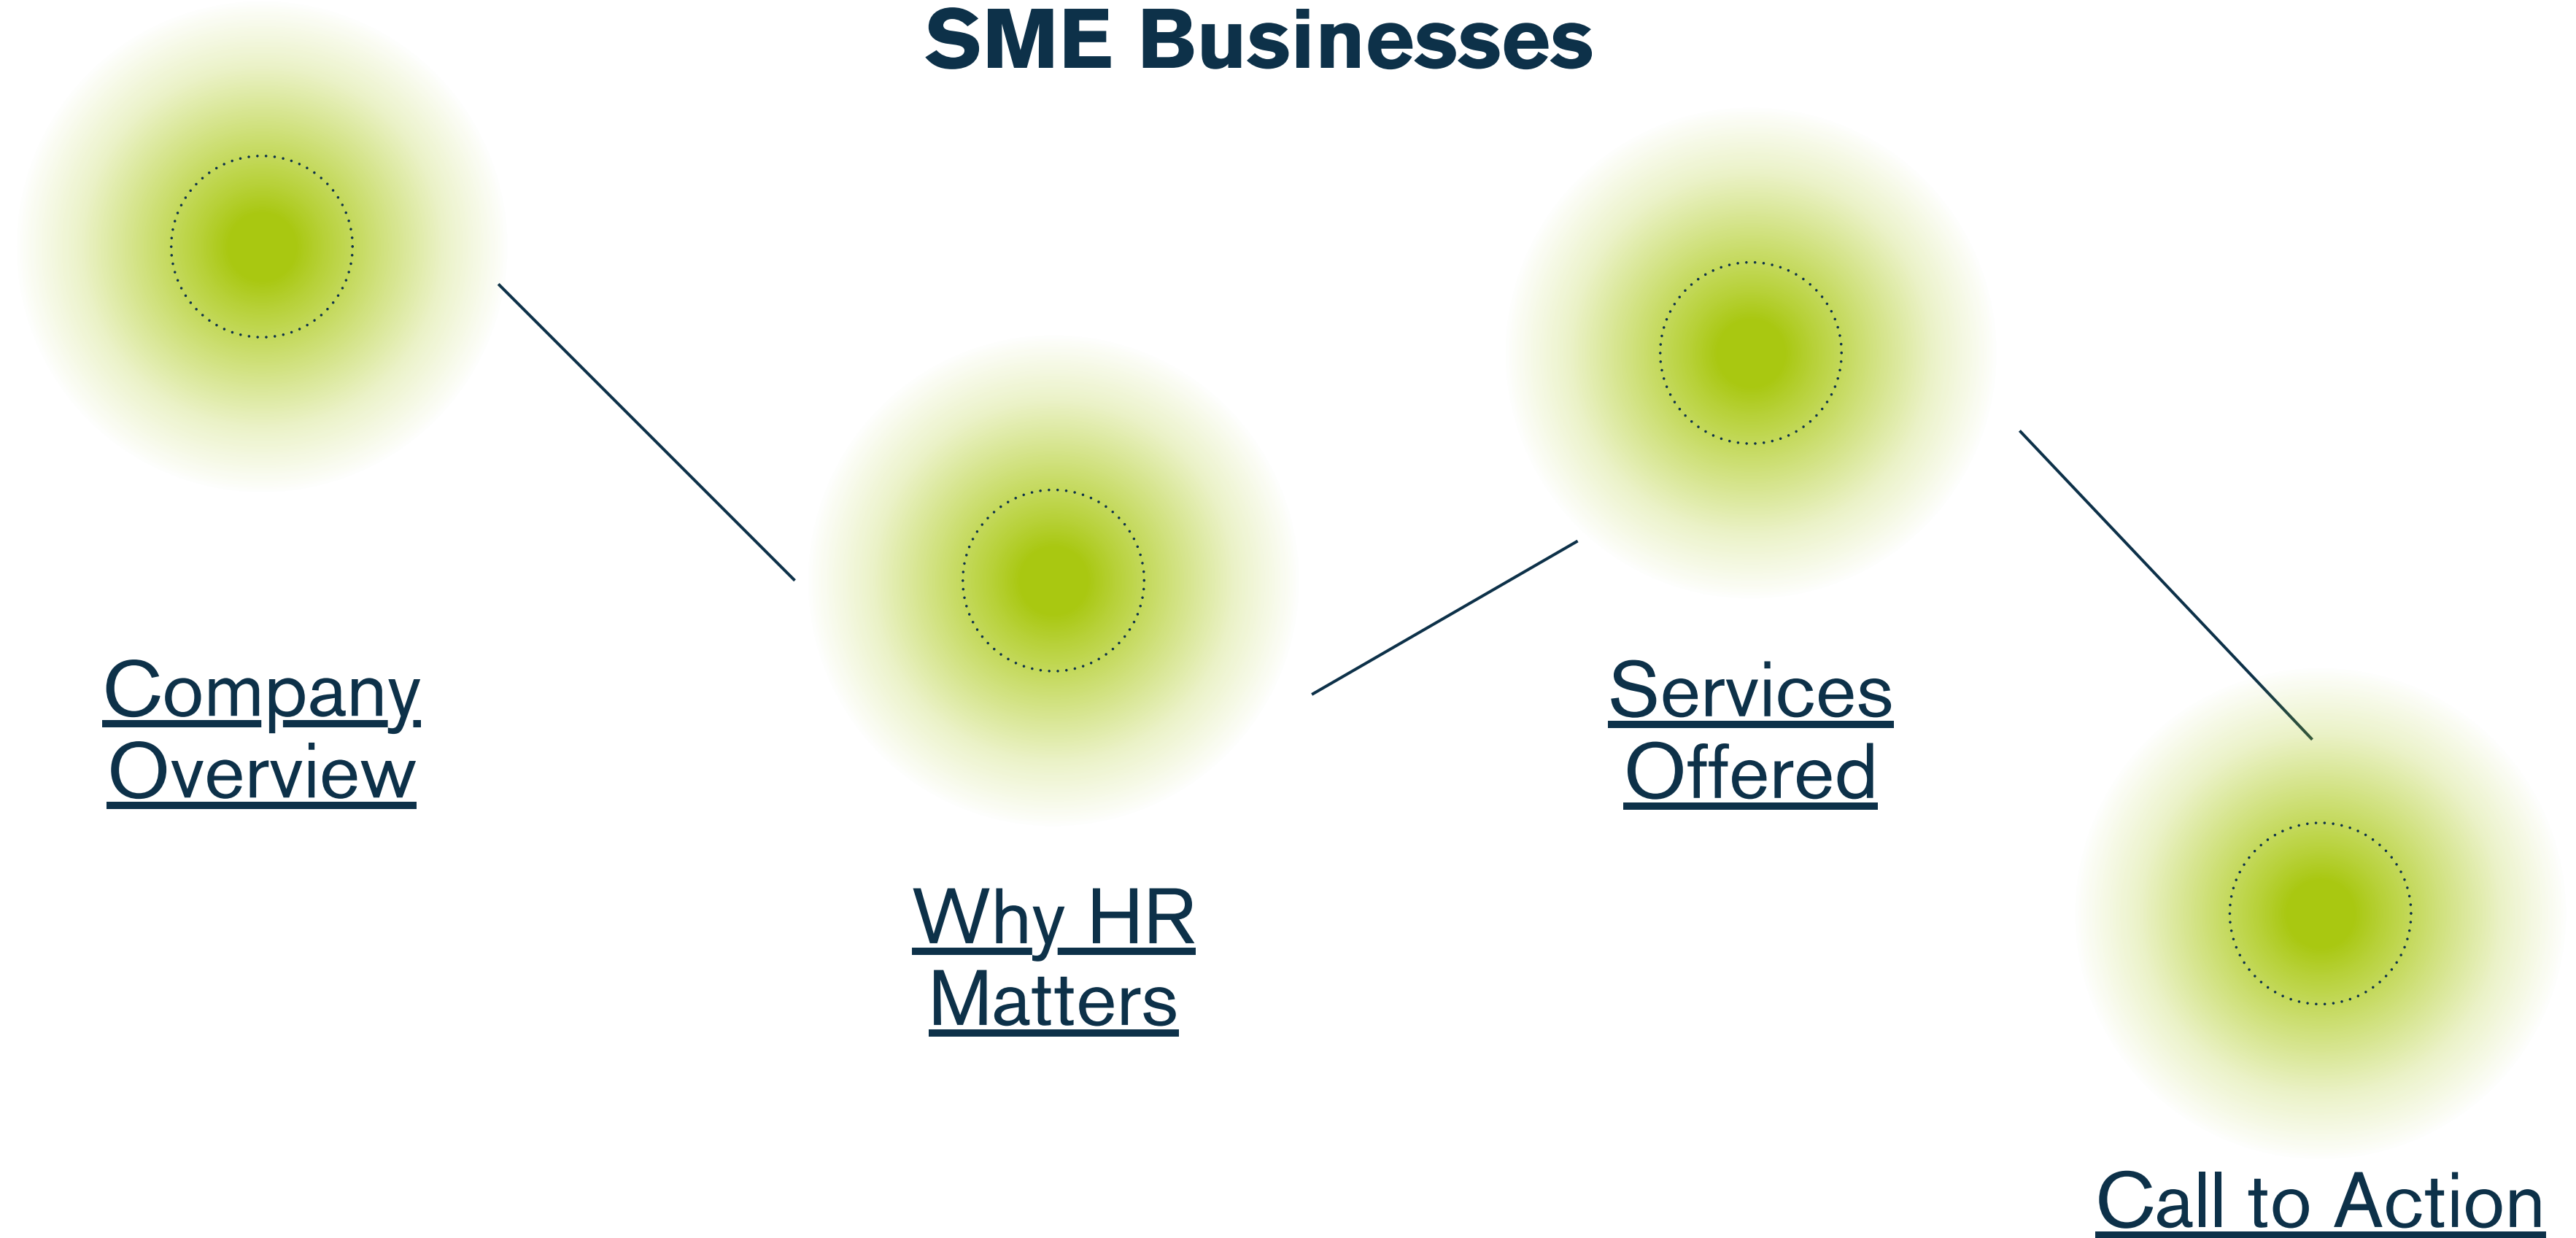 SME Businesses
Company
Overview
Why HR
Matters
Services
Offered
Call to Action